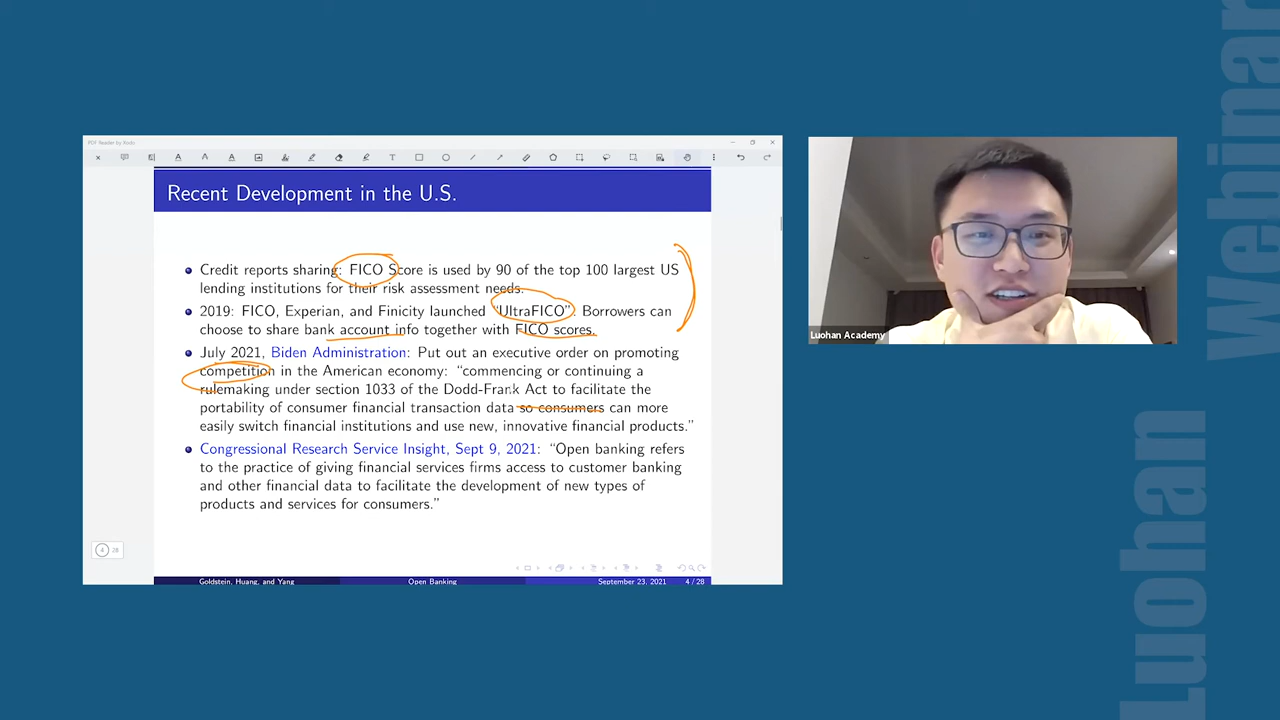 PDF Reader by Xodo
Recent Development in the U.S.
Credit reports sharing: FICO Score is used by 90 of the top 100 largest US
lending institutions for their risk assessment needs.
2019: FICO, Experian, and Finicity launched “UltraFICO”. Borrowers can
choose to share bank account info together with FICO scores.
July 2021, Biden Administration: Put out an executive order on promoting
competition in the American economy: “commencing or continuing a
rulemaking under section 1033 of the Dodd-Frank Act to facilitate the
portability of consumer financial transaction data so consumers can more
easily switch financial institutions and use new, innovative financial products.”
Congressional Research Service Insight, Sept 9, 2021: “Open banking refers
to the practice of giving financial services firms access to customer banking
and other financial data to facilitate the development of new types of
products and services for consumers.”
4 28
Goldstein, Huang, and Yang Open Banking September 23, 2021 4 / 28
Luohan Academy
Luohan Webinar